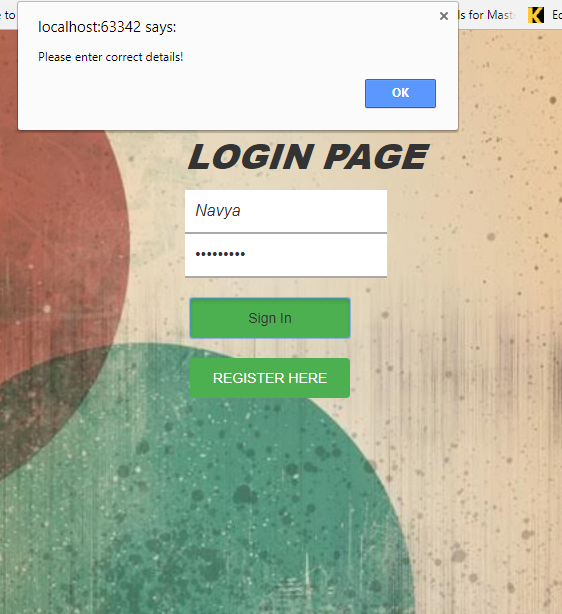 localhost:63342 says:
Please enter correct details!
OK
e to
ls for Mast
K Ec
LOGIN PAGE
Navya
•••••••••
Sign In
REGISTER HERE